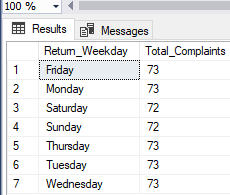 100 %
Results Messages
Return_Weekday Total_Complaints
1 Friday 73
2 Monday 73
3 Saturday 72
4 Sunday 72
5 Thursday 73
6 Tuesday 73
7 Wednesday 73